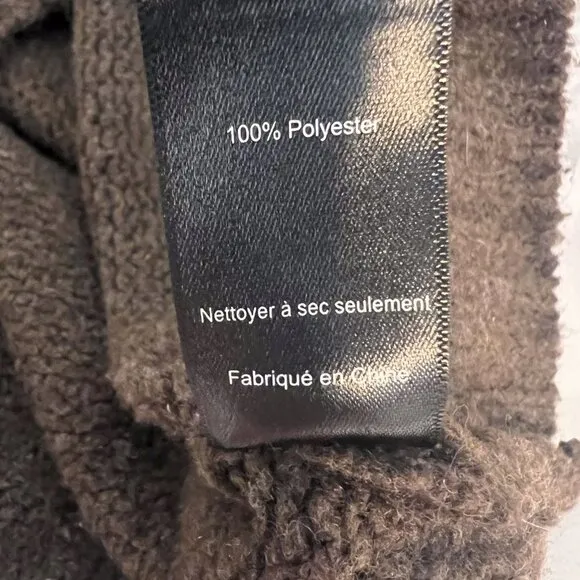 100% Polyester
Nettoyer à sec seulement
Fabriqué en Chine